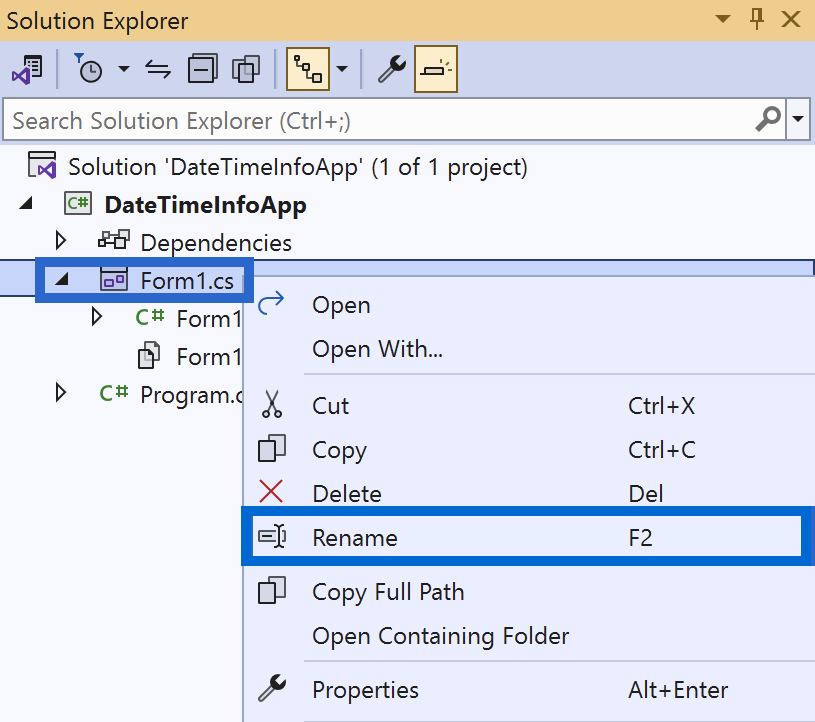 Solution Explorer
Search Solution Explorer (Ctrl+;)
Solution 'DateTimeInfoApp' (1 of 1 project)
C# DateTimeInfoApp
Dependencies
Form1.cs
C# Form1
Form1
C# Program.c
Open
Open With...
Cut Ctrl+X
Copy Ctrl+C
Delete Del
Rename F2
Copy Full Path
Open Containing Folder
Properties Alt+Enter